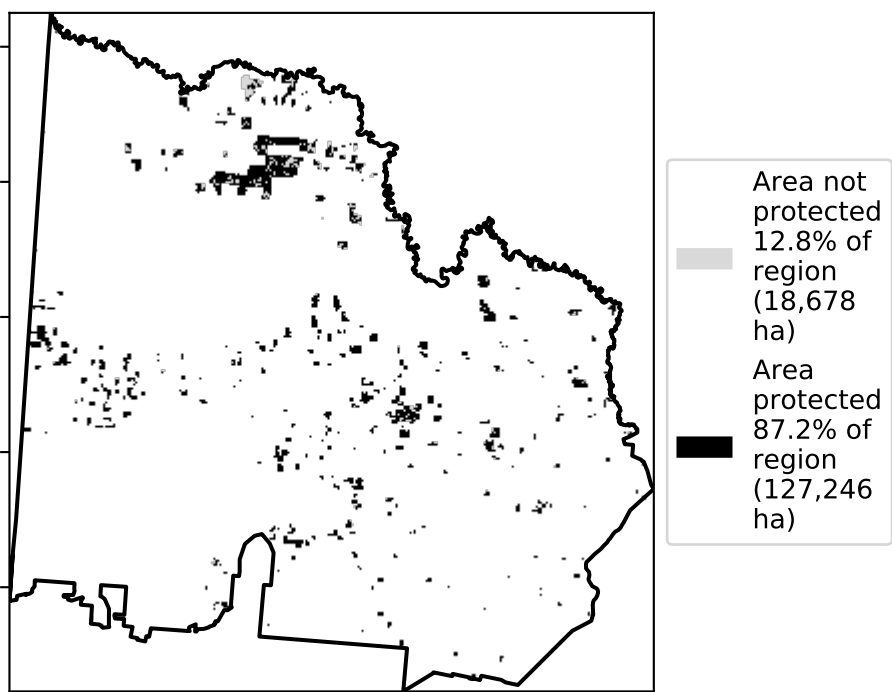 Area not
protected
12.8% of
region
(18,678
ha)
Area
protected
87.2% of
region
(127,246
ha)